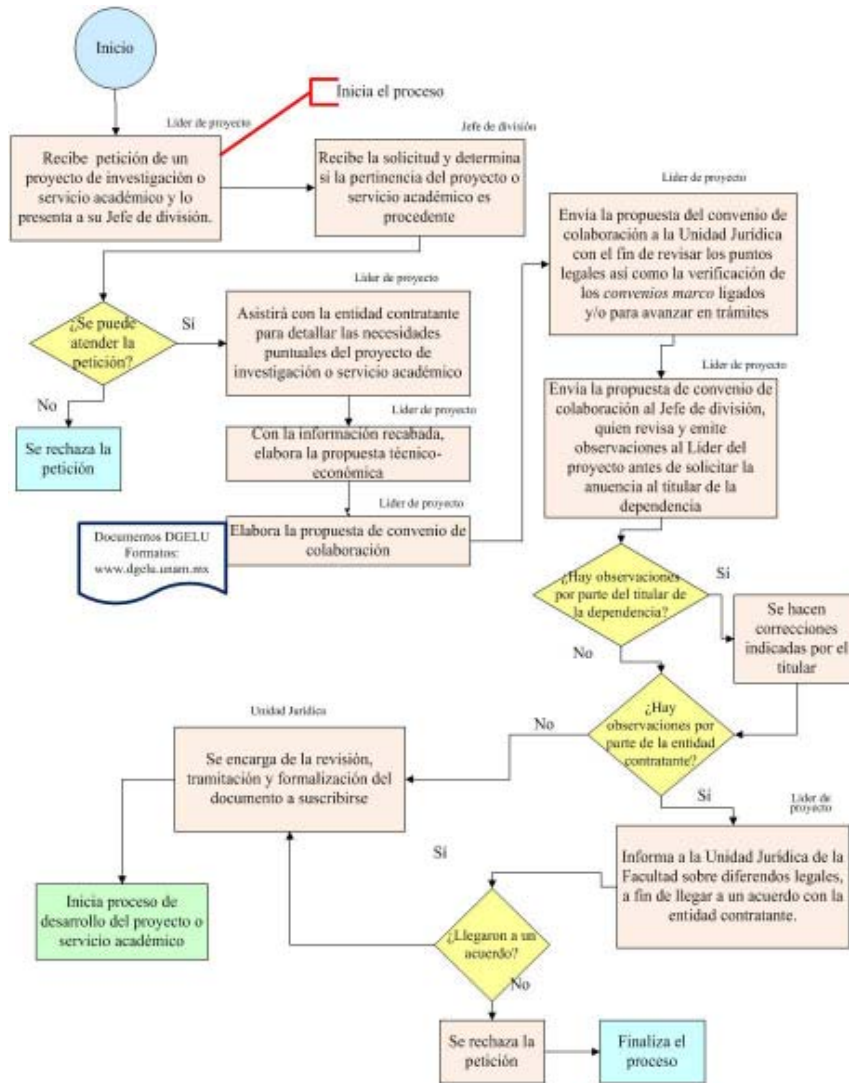 Inicio
Inicia el proceso
Líder de proyecto
Recibe petición de un
proyecto de investigación o
servicio académico y lo
presenta a su Jefe de división.
Jefe de división
Recibe la solicitud y determina
si la pertinencia del proyecto o
servicio académico es
procedente
¿Se puede
atender la
petición?
Sí
No
Se rechaza la
petición
Líder de proyecto
Asistirá con la entidad contratante
para detallar las necesidades
puntuales del proyecto de
investigación o servicio académico
Líder de proyecto
Con la información recabada,
elabora la propuesta técnico-
económica
Líder de proyecto
Elabora la propuesta de convenio de
colaboración
Documentos DGELU
Formatos:
www.dgelu.unam.mx
Líder de proyecto
Envía la propuesta del convenio de
colaboración a la Unidad Jurídica
con el fin de revisar los puntos
legales así como la verificación de
los convenios marco ligados
y/o para avanzar en trámites
Líder de proyecto
Envía la propuesta de convenio de
colaboración al Jefe de división,
quien revisa y emite
observaciones al Líder del
proyecto antes de solicitar la
anuencia al titular de la
dependencia
¿Hay observaciones
por parte del titular de
la dependencia?
Sí
No
Se hacen
correcciones
indicadas por el
titular
¿Hay
observaciones por
parte de la entidad
contratante?
No
Sí
Unidad Jurídica
Se encarga de la revisión,
tramitación y formalización del
documento a suscribirse
Líder de
proyecto
Informa a la Unidad Jurídica de la
Facultad sobre diferendos legales,
a fin de llegar a un acuerdo con la
entidad contratante.
Sí
¿Llegaron a un
acuerdo?
No
Inicia proceso de
desarrollo del proyecto o
servicio académico
Se rechaza la
petición
Finaliza el
proceso